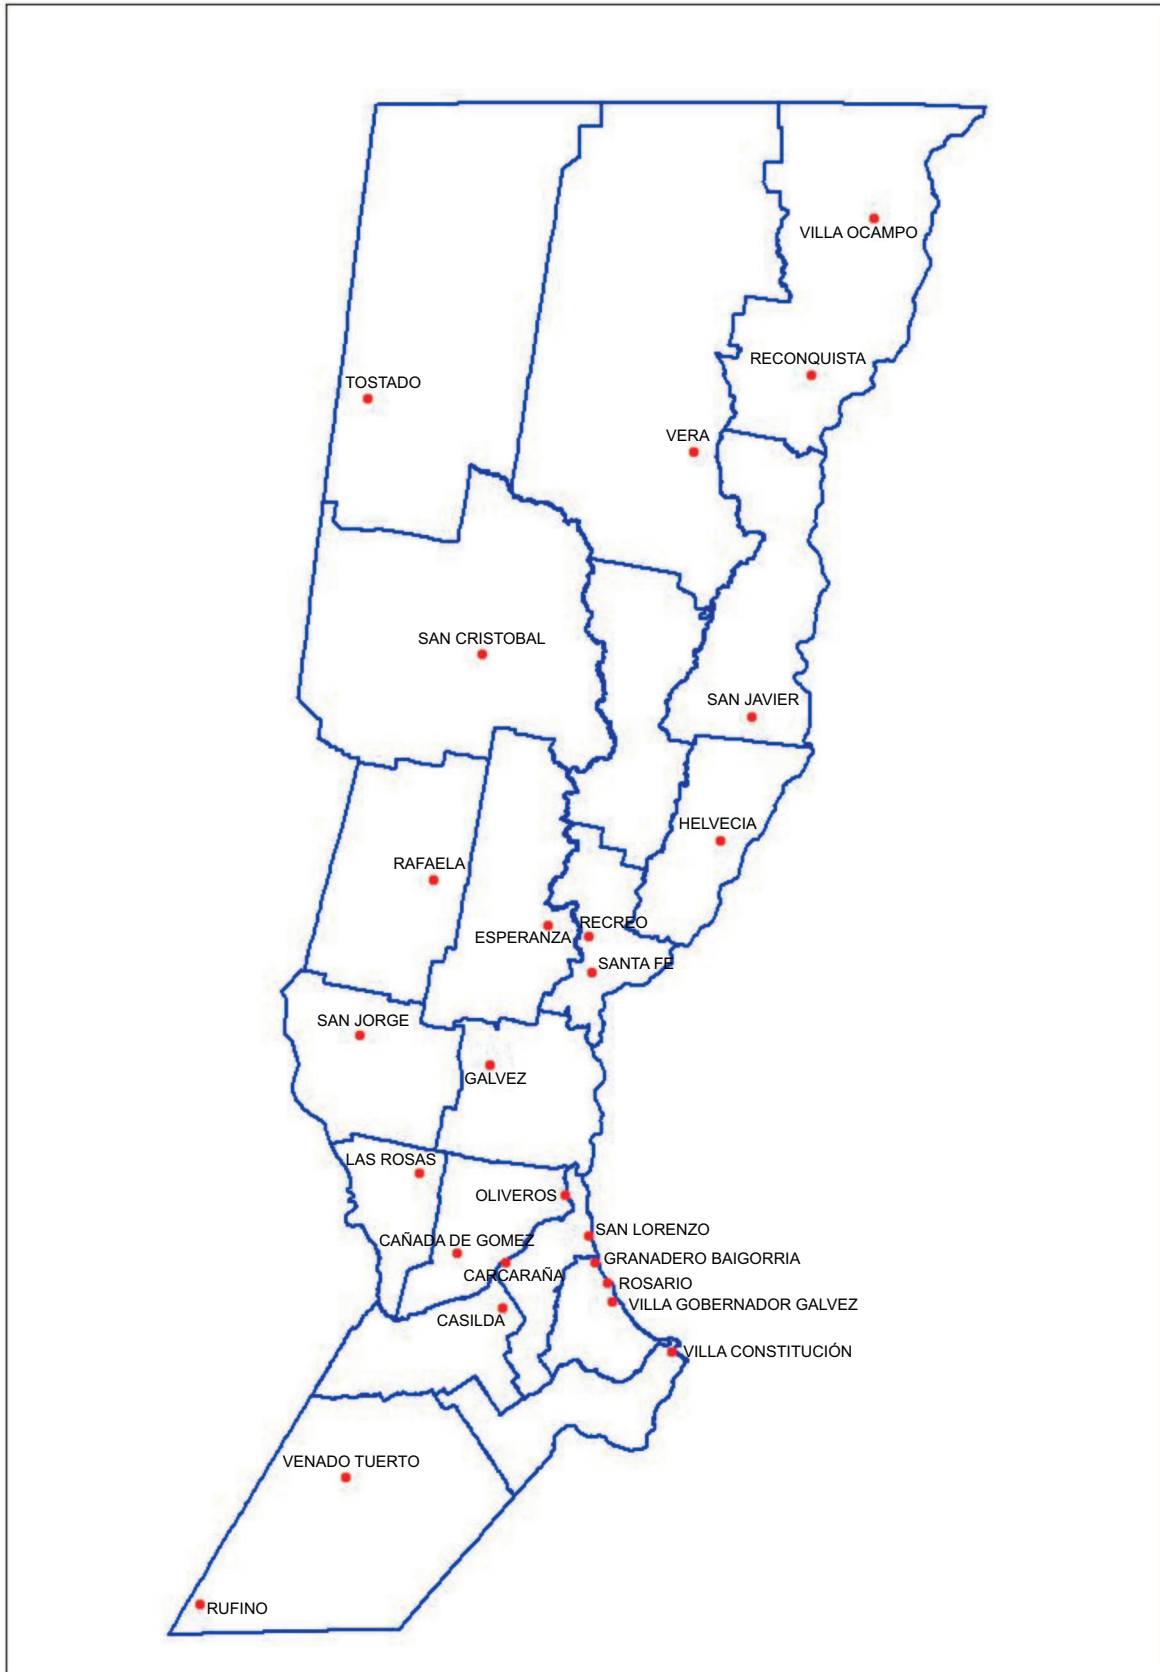 VILLA OCAMPO
RECONQUISTA
TOSTADO
VERA
SAN CRISTOBAL
SAN JAVIER
HELVECIA
RAFAELA
RECREO
ESPERANZA
SANTA FE
SAN JORGE
GALVEZ
LAS ROSAS
OLIVEROS
SAN LORENZO
CAÑADA DE GOMEZ
GRANADERO BAIGORRIA
CARCARAÑA
ROSARIO
VILLA GOBERNADOR GALVEZ
CASILDA
VILLA CONSTITUCIÓN
VENADO TUERTO
RUFINO